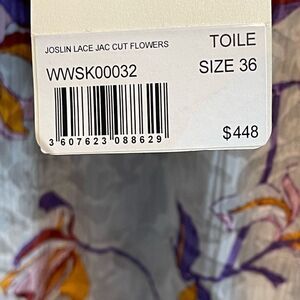 JOSLIN LACE JAC CUT FLOWERS TOILE
WWSK00032 SIZE 36
3 607623 088629
$448